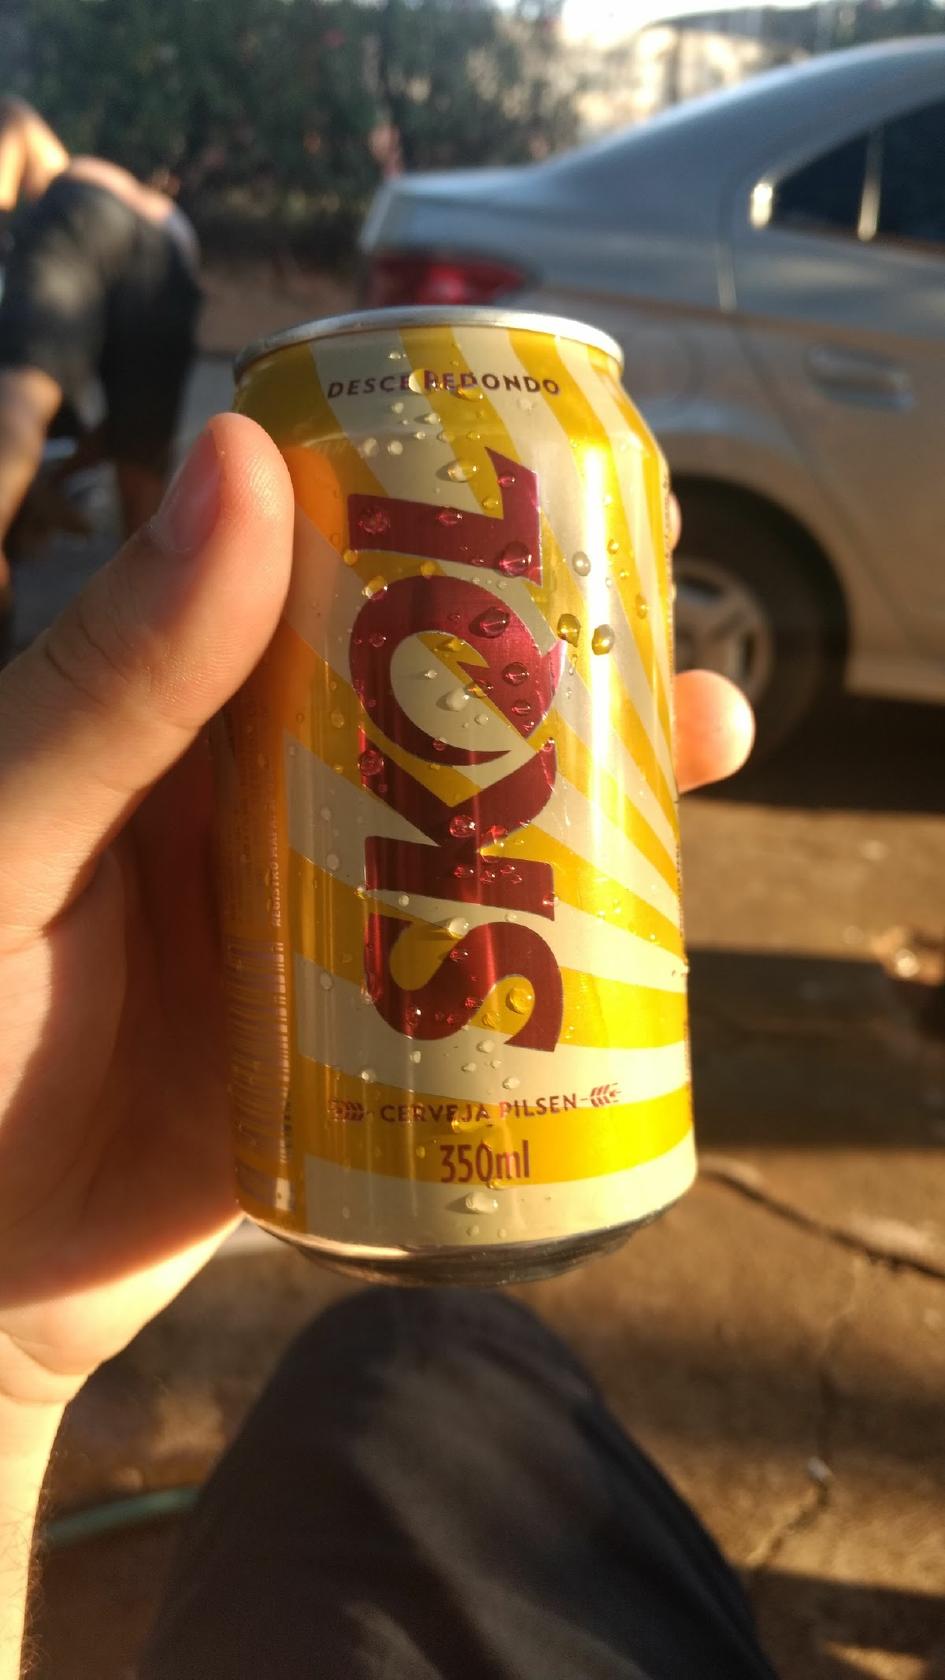 DESCE REDONDO
SKOL
CERVEJA PILSEN
350ml